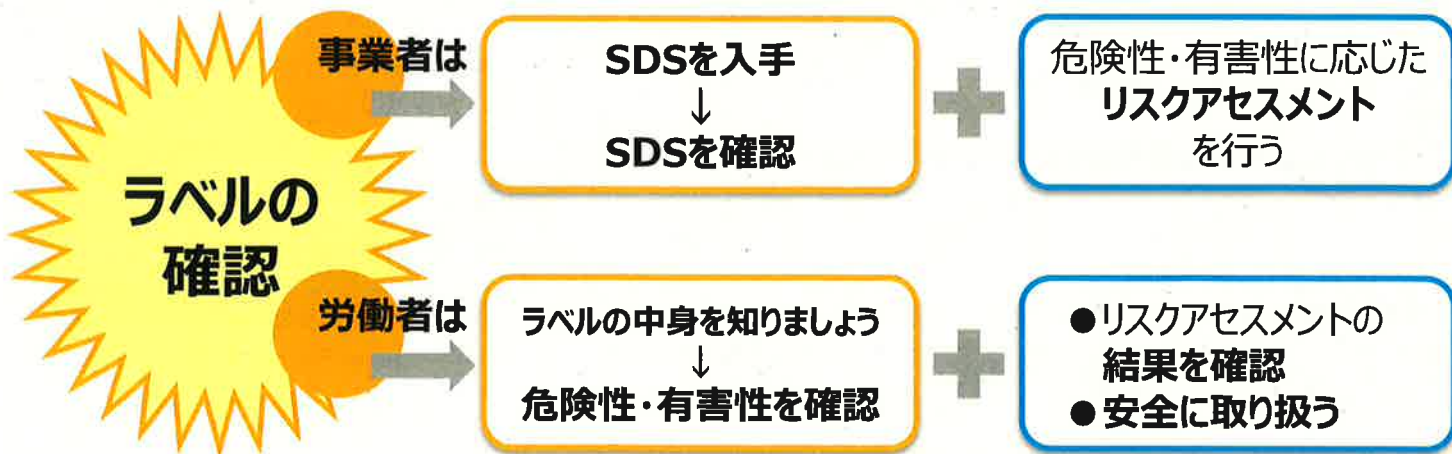 ラベルの
確認
事業者は
SDSを入手
↓
SDSを確認
危険性・有害性に応じた
リスクアセスメント
を行う
労働者は
ラベルの中身を知りましょう
↓
危険性・有害性を確認
●リスクアセスメントの
結果を確認
●安全に取り扱う